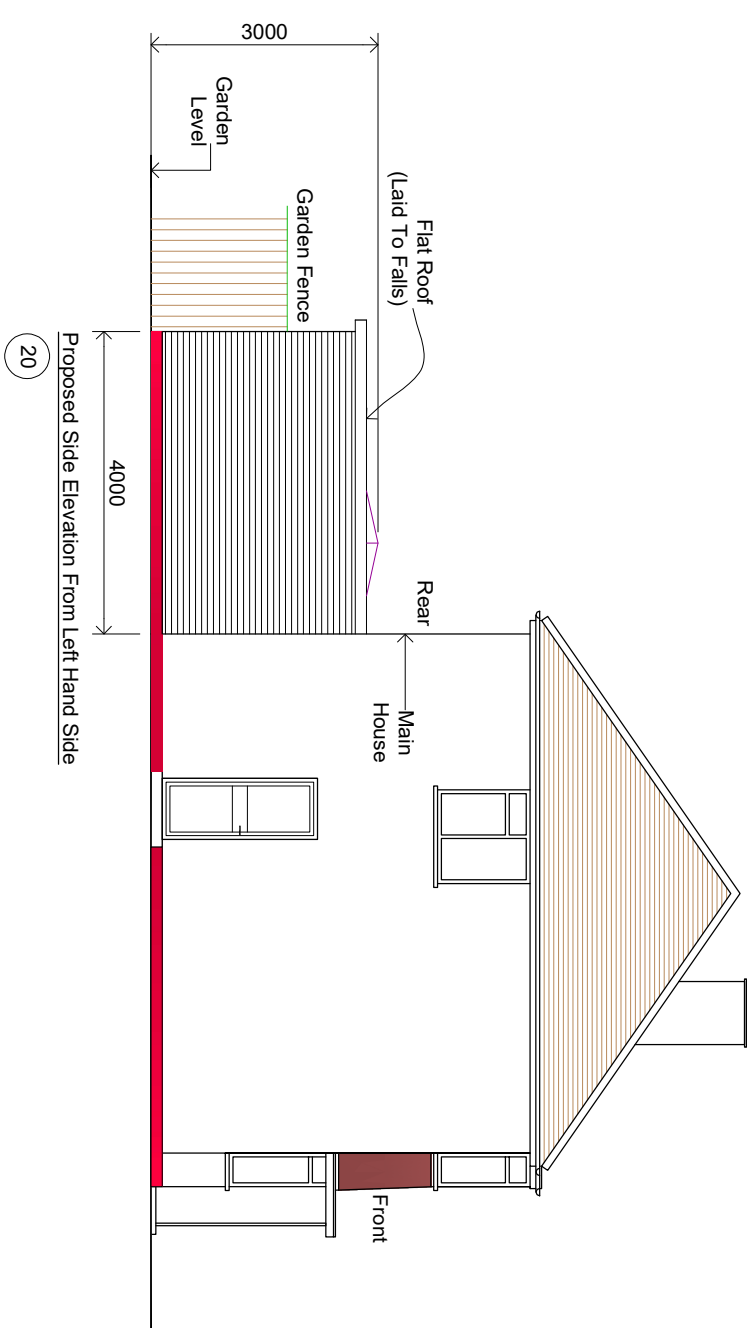 3000
Garden
Level
Flat Roof
(Laid To Falls)
Garden Fence
Rear
Main
House
Front
4000
Proposed Side Elevation From Left Hand Side
20